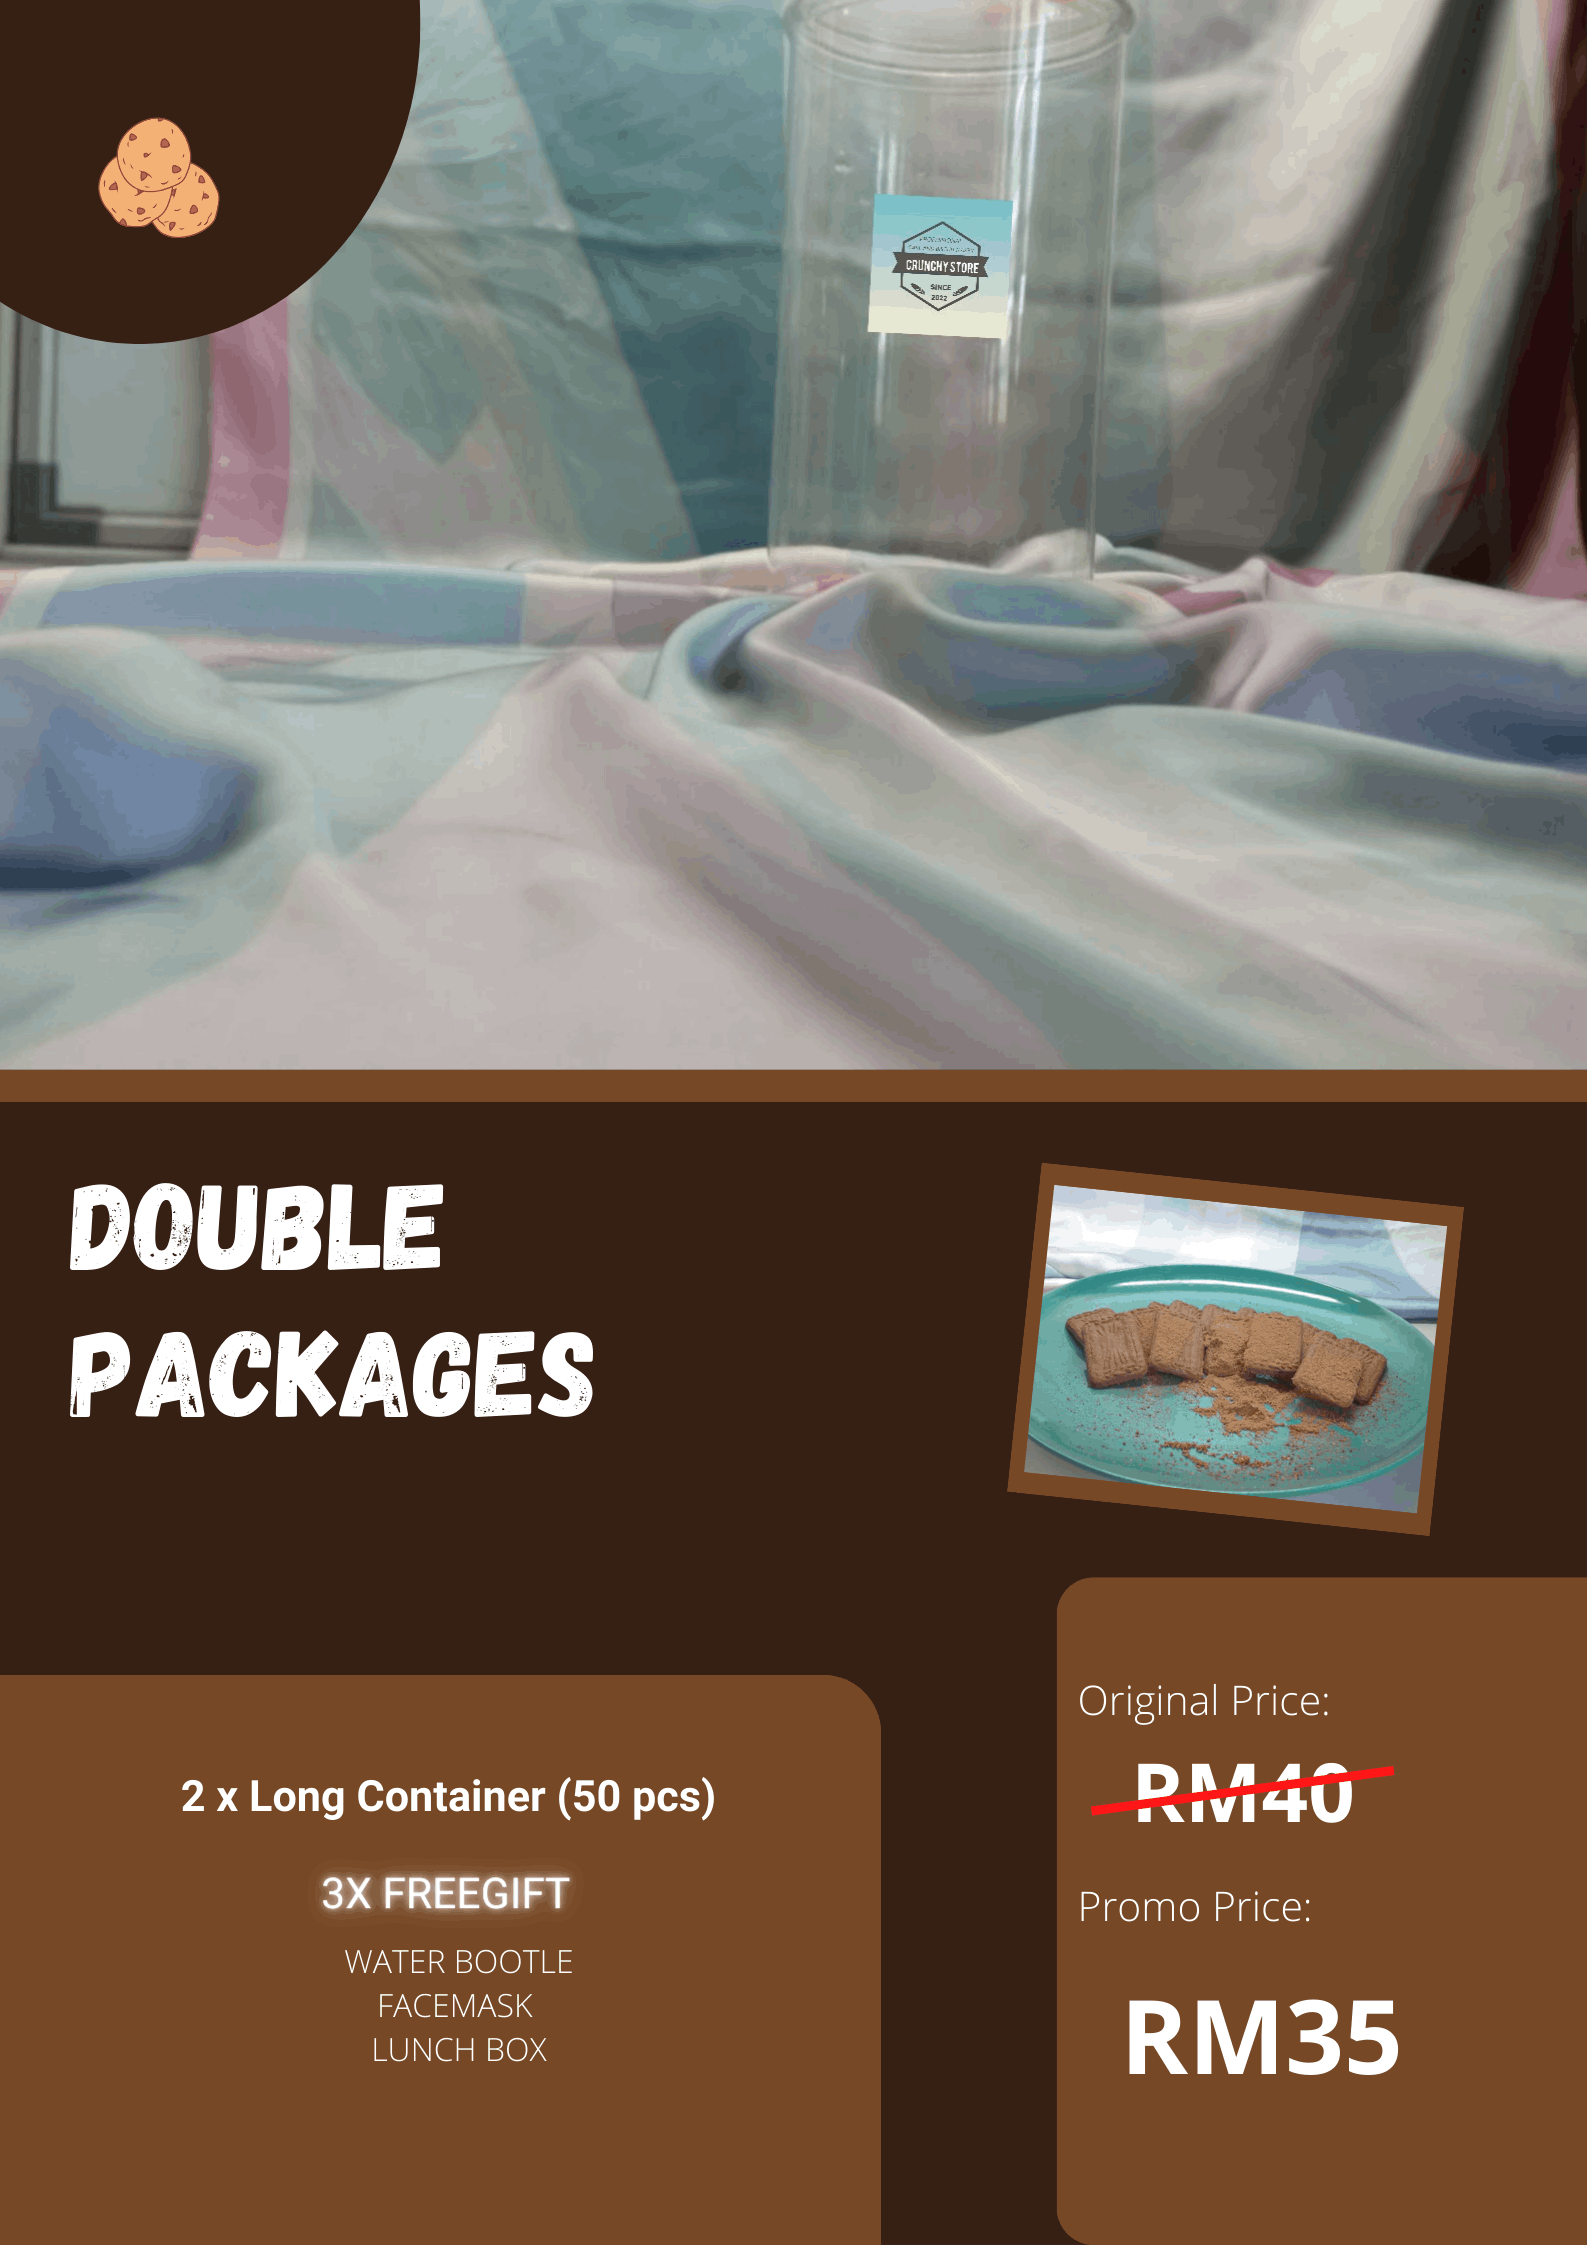 CRUNCHY STORE
SINCE
2022
DOUBLE
PACKAGES
2 x Long Container (50 pcs)
3X FREEGIFT
WATER BOOTLE
FACEMASK
LUNCH BOX
Original Price:
RM40
Promo Price:
RM35